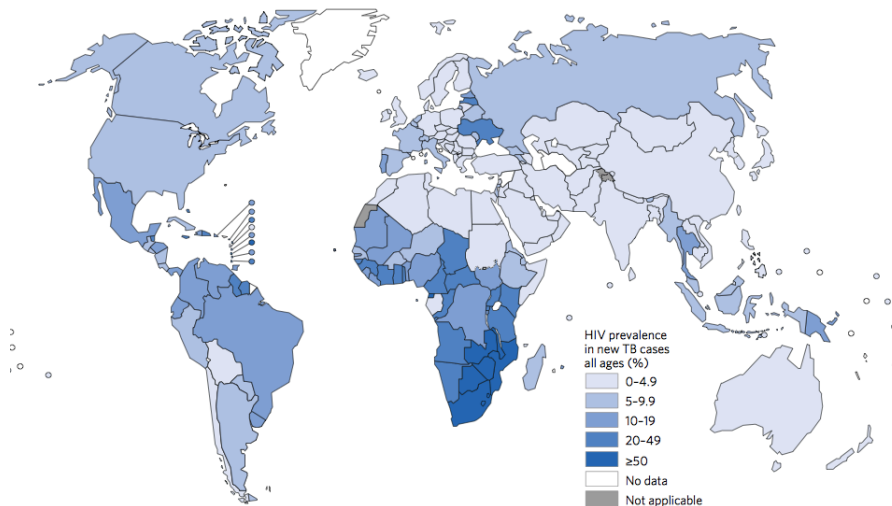 HIV prevalence
in new TB cases
all ages (%)
0–4.9
5–9.9
10–19
20–49
≥50
No data
Not applicable